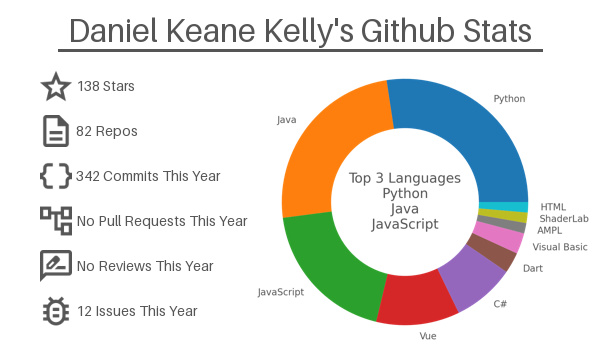 Daniel Keane Kelly's Github Stats
138 Stars
82 Repos
342 Commits This Year
No Pull Requests This Year
No Reviews This Year
12 Issues This Year
Python
Java
Top 3 Languages
Python
Java
JavaScript
HTML
ShaderLab
AMPL
Visual Basic
Dart
C#
JavaScript
Vue